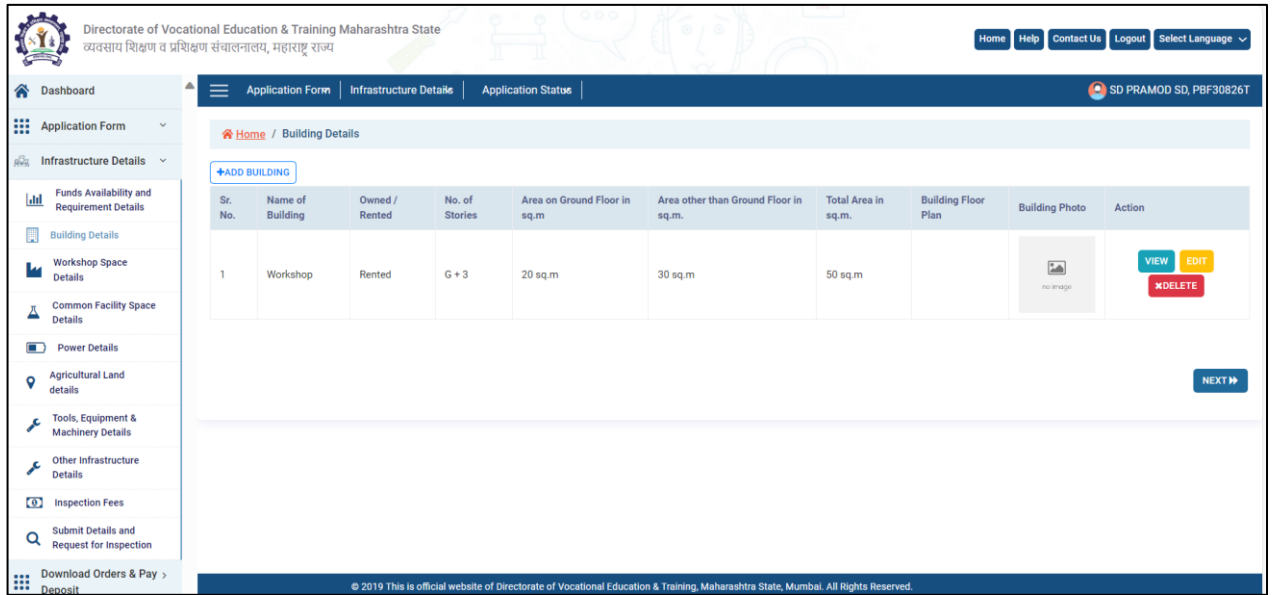 Directorate of Vocational Education & Training Maharashtra State
व्यवसाय शिक्षण व प्रशिक्षण संचालनालय, महाराष्ट्र राज्य
Home Help Contact Us Logout Select Language
Dashboard
Application Form
Infrastructure Details
Funds Availability and
Requirement Details
Building Details
Workshop Space
Details
Common Facility Space
Details
Power Details
Agricultural Land
details
Tools, Equipment &
Machinery Details
Other Infrastructure
Details
Inspection Fees
Submit Details and
Request for Inspection
Download Orders & Pay
Deposit
Application Form Infrastructure Details Application Status SD PRAMOD SD, PBF30826T
Home / Building Details
+ADD BUILDING
Sr. No. Name of Building Owned / Rented No. of Stories Area on Ground Floor in sq.m Area other than Ground Floor in sq.m. Total Area in sq.m. Building Floor Plan Building Photo Action
1 Workshop Rented G + 3 20 sq.m 30 sq.m 50 sq.m no image VIEW EDIT
DELETE
NEXT
© 2019 This is official website of Directorate of Vocational Education & Training, Maharashtra State, Mumbai. All Rights Reserved.